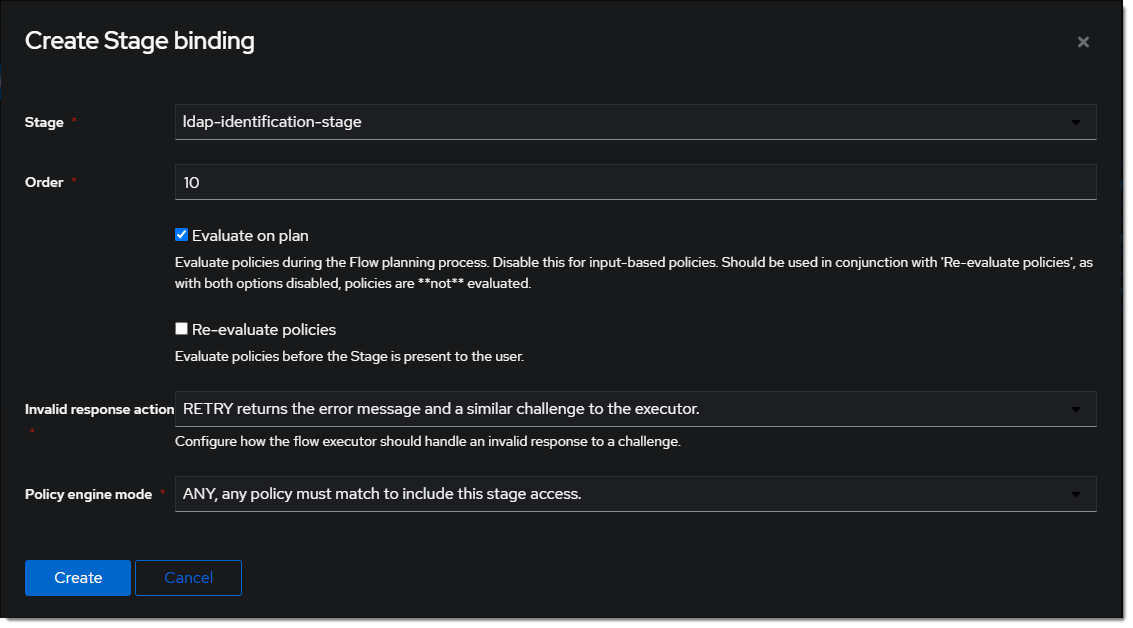 Create Stage binding
×
Stage *
ldap-identification-stage
Order *
10
Evaluate on plan
Evaluate policies during the Flow planning process. Disable this for input-based policies. Should be used in conjunction with 'Re-evaluate policies', as
with both options disabled, policies are **not** evaluated.
Re-evaluate policies
Evaluate policies before the Stage is present to the user.
Invalid response action *
RETRY returns the error message and a similar challenge to the executor.
Configure how the flow executor should handle an invalid response to a challenge.
Policy engine mode *
ANY, any policy must match to include this stage access.
Create
Cancel